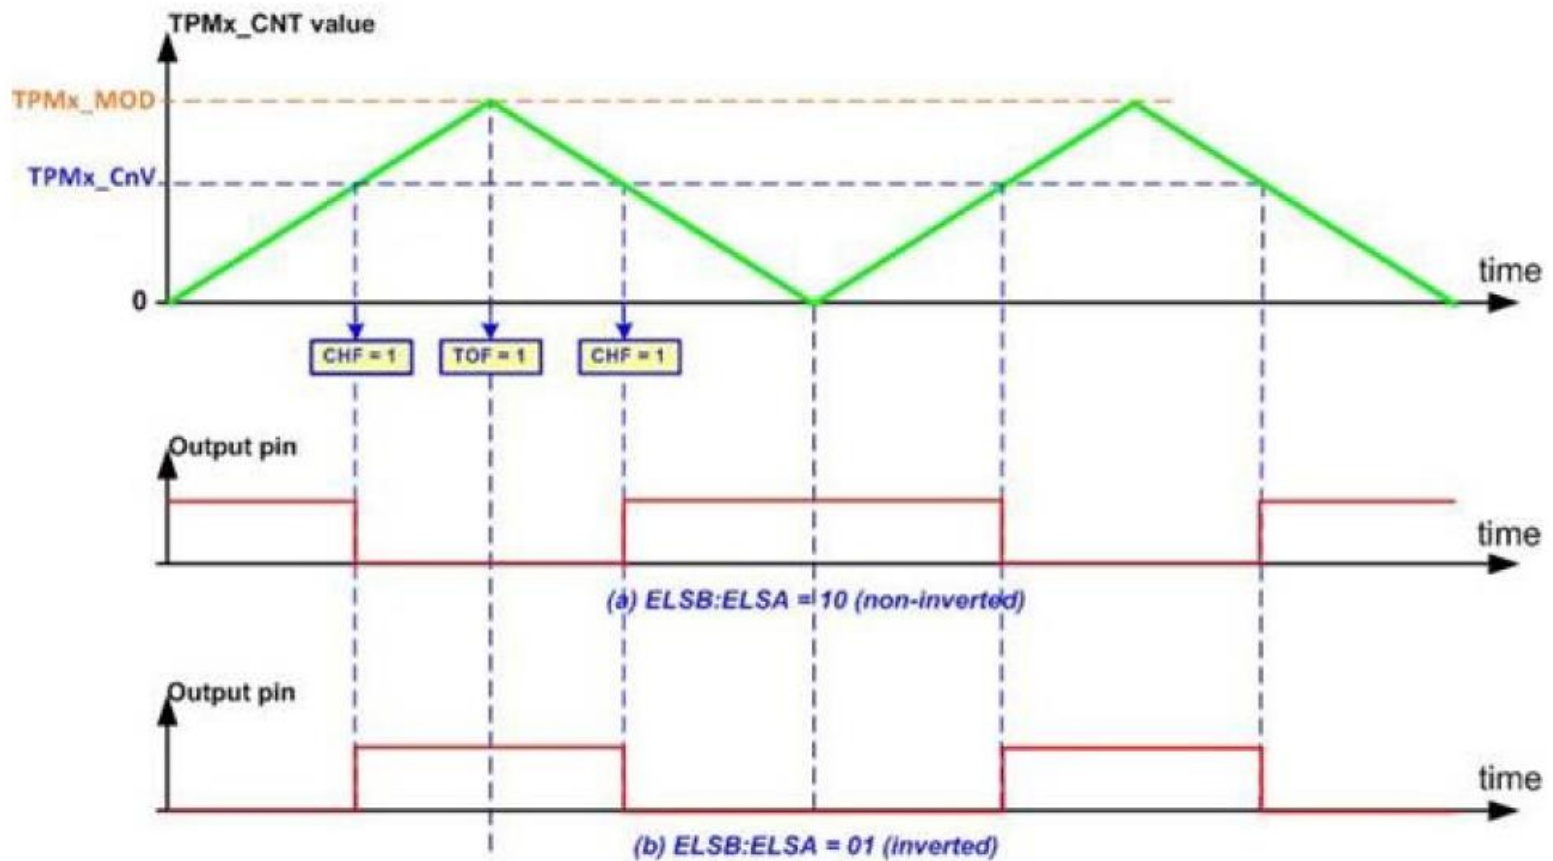 TPMx_CNT value
TPMx_MOD
TPMx_CnV
time
0
CHF = 1
TOF = 1
CHF = 1
Output pin
time
(a) ELSB:ELSA = 10 (non-inverted)
Output pin
time
(b) ELSB:ELSA = 01 (inverted)